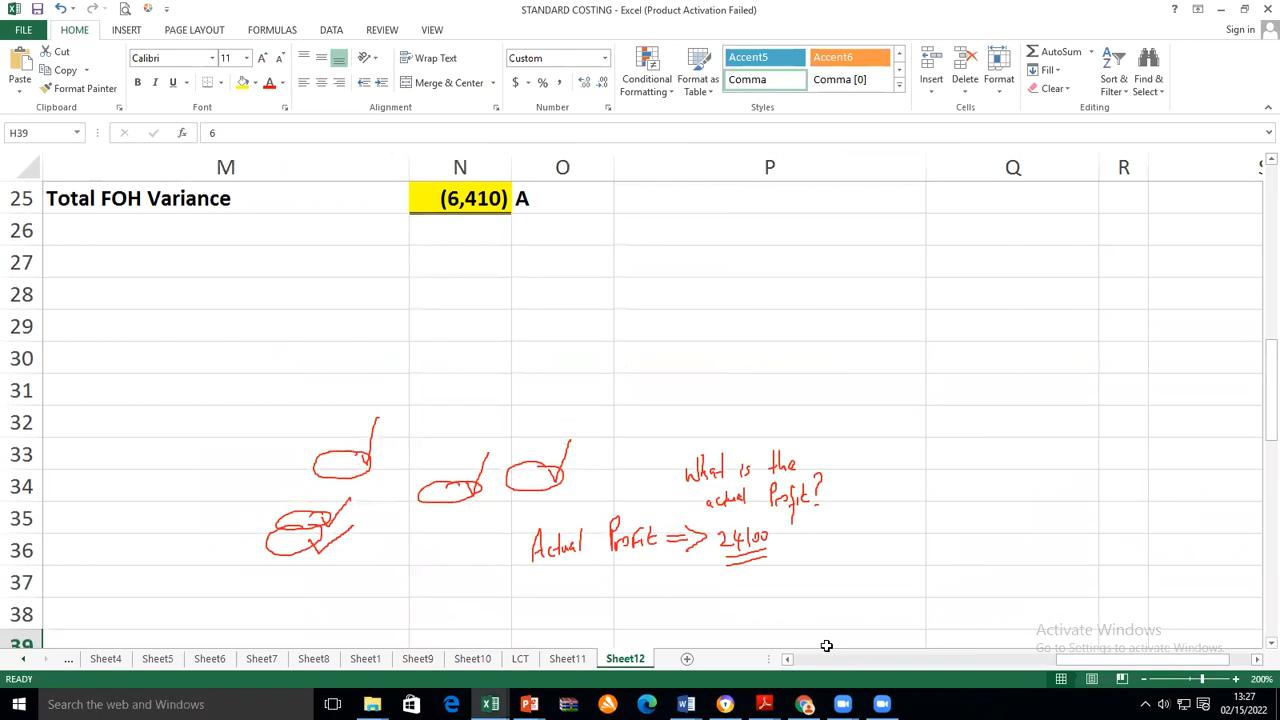 STANDARD COSTING - Excel (Product Activation Failed)
FILE HOME INSERT PAGE LAYOUT FORMULAS DATA REVIEW VIEW Sign in
Paste
Cut
Copy
Format Painter
Clipboard
Calibri 11
B I U
Font
Wrap Text
Merge & Center
Alignment
Custom
$ % ,
Number
Conditional Formatting
Format as Table
Accent5 Accent6
Comma Comma [0]
Styles
Insert Delete Format
Cells
AutoSum
Fill
Clear
Sort & Filter
Find & Select
Editing
H39 fx 6
M N O P Q R S
25 Total FOH Variance (6,410) A
26
27
28
29
30
31
32
33
34
35
36
37
38
39
What is the
actual Profit?
Actual Profit => 24100
Activate Windows
Go to Settings to activate Windows.
... Sheet4 Sheet5 Sheet6 Sheet7 Sheet8 Sheet1 Sheet9 Sheet10 LCT Sheet11 Sheet12
READY 200%
Search the web and Windows
13:27
02/15/2022